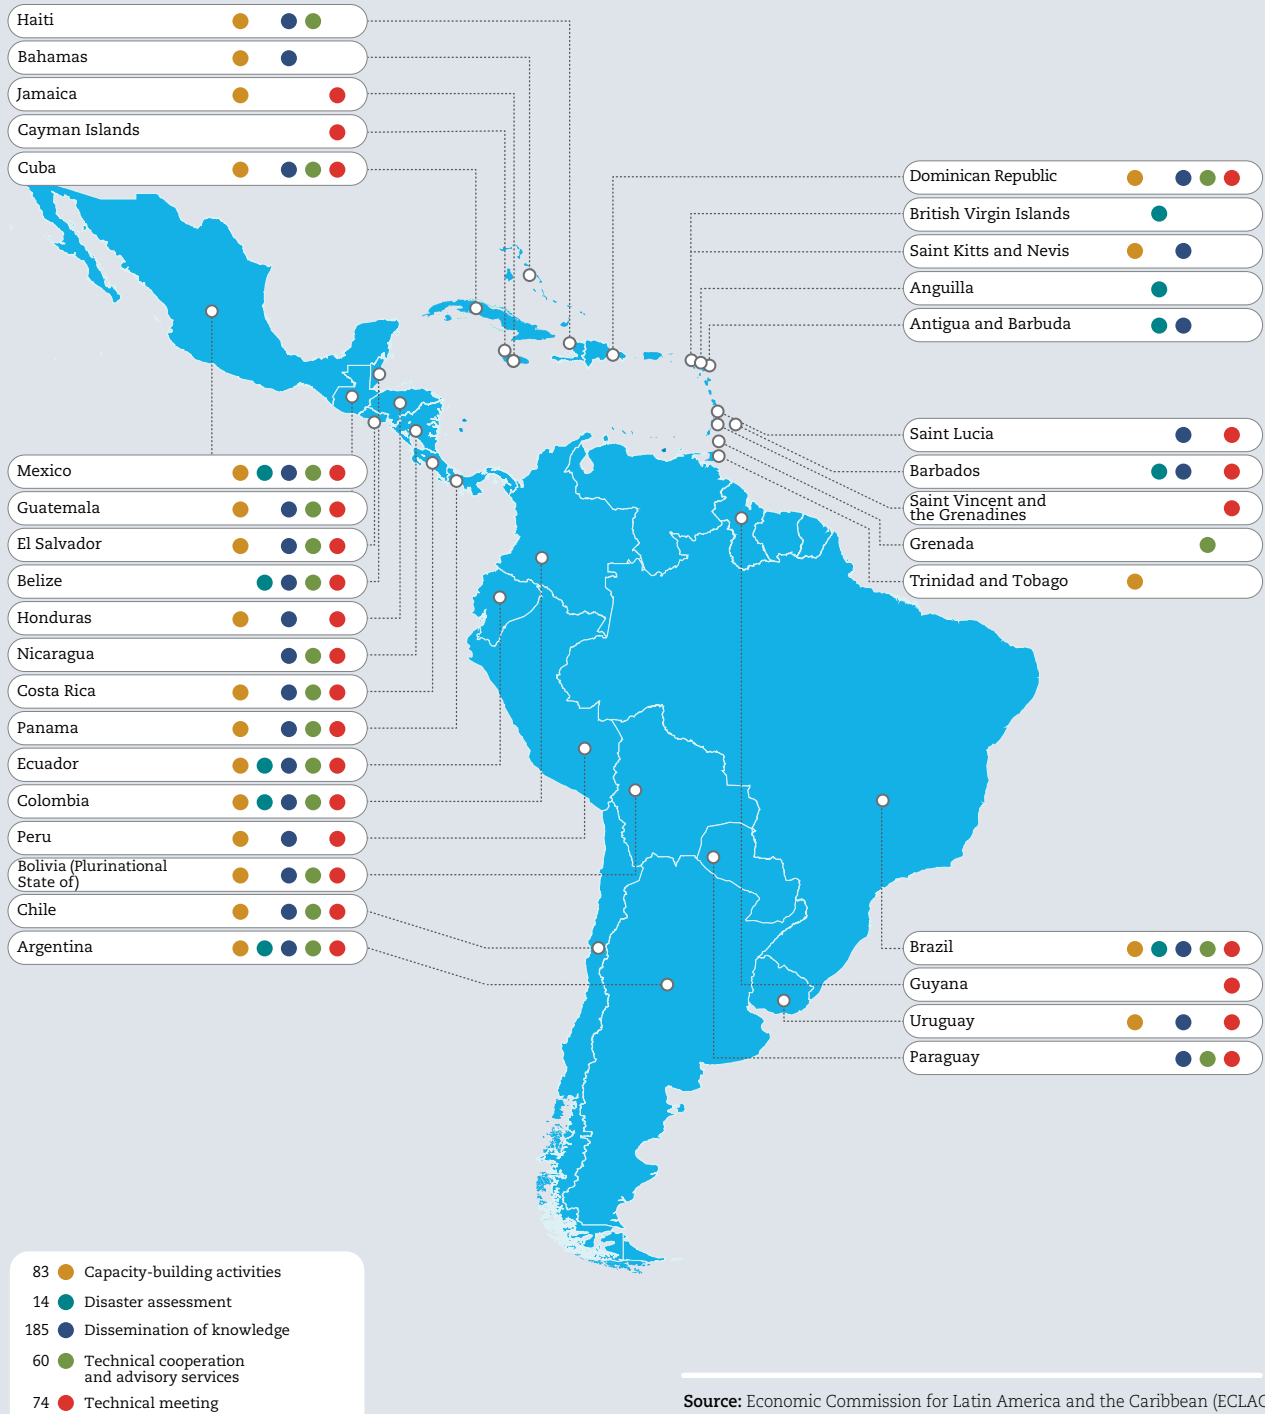 Haiti
Bahamas
Jamaica
Cayman Islands
Cuba
Dominican Republic
British Virgin Islands
Saint Kitts and Nevis
Anguilla
Antigua and Barbuda
Saint Lucia
Barbados
Saint Vincent and
the Grenadines
Grenada
Trinidad and Tobago
Mexico
Guatemala
El Salvador
Belize
Honduras
Nicaragua
Costa Rica
Panama
Ecuador
Colombia
Peru
Bolivia (Plurinational
State of)
Chile
Argentina
Brazil
Guyana
Uruguay
Paraguay
83 Capacity-building activities
14 Disaster assessment
185 Dissemination of knowledge
60 Technical cooperation
and advisory services
74 Technical meeting
Source: Economic Commission for Latin America and the Caribbean (ECLAC